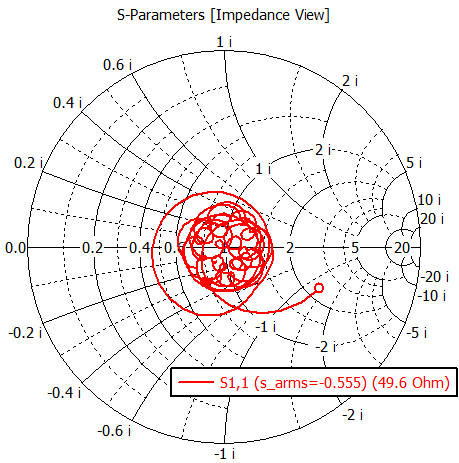 S-Parameters [Impedance View]
1 i
0.6 i
2 i
0.4 i
0.2 i
1 i
2 i
5 i
10 i
20 i
0.0
0.2
0.4
0.6
2
5
20
-20 i
-10 i
-0.2 i
-1 i
-2 i
-5 i
-0.4 i
-0.6 i
-2 i
-1 i
S1,1 (s_arms=-0.555) (49.6 Ohm)